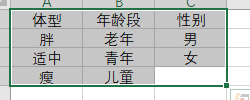 A B C
体型 年龄段 性别
胖 老年 男
适中 青年 女
瘦 儿童